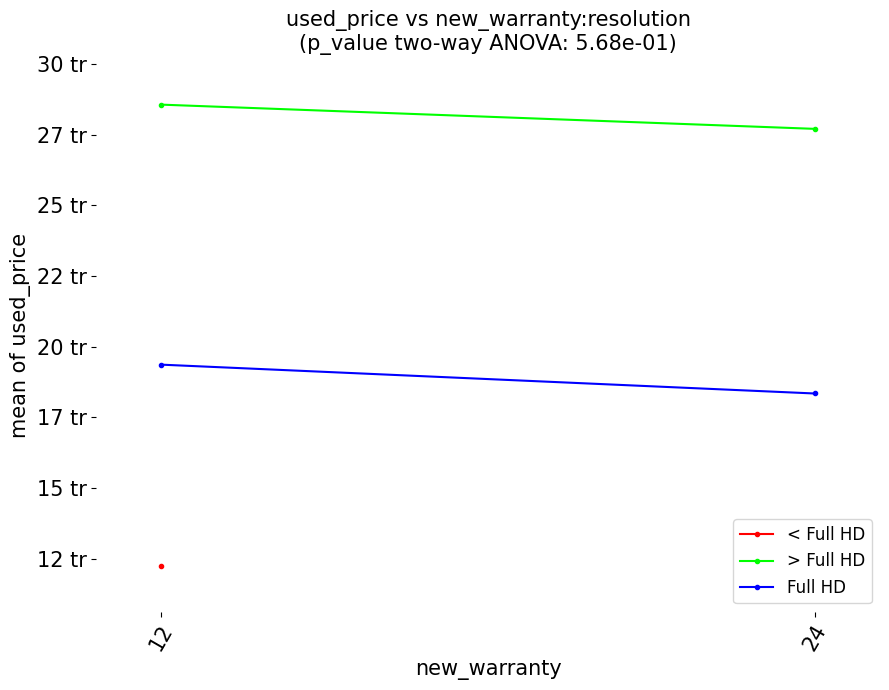 used_price vs new_warranty:resolution
(p_value two-way ANOVA: 5.68e-01)
30 tr
27 tr
25 tr
22 tr
20 tr
17 tr
15 tr
12 tr
mean of used_price
< Full HD
> Full HD
Full HD
12
24
new_warranty